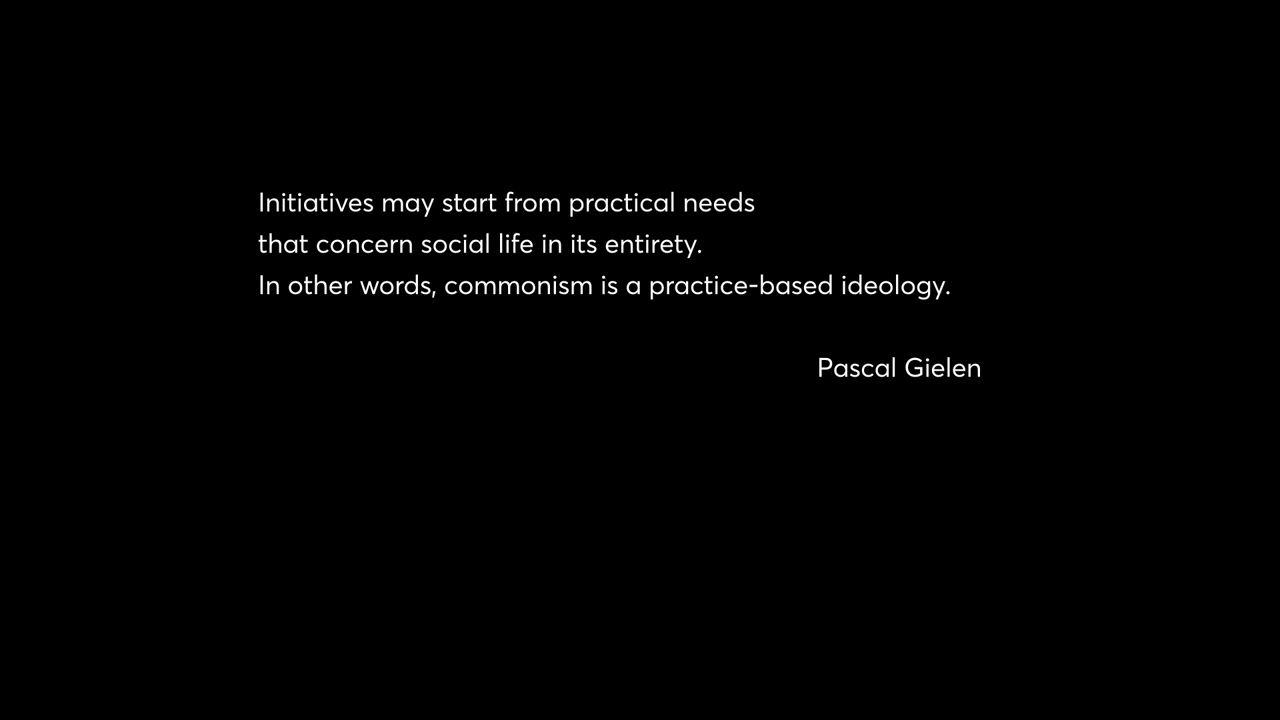 Initiatives may start from practical needs
that concern social life in its entirety.
In other words, commonism is a practice-based ideology.
Pascal Gielen